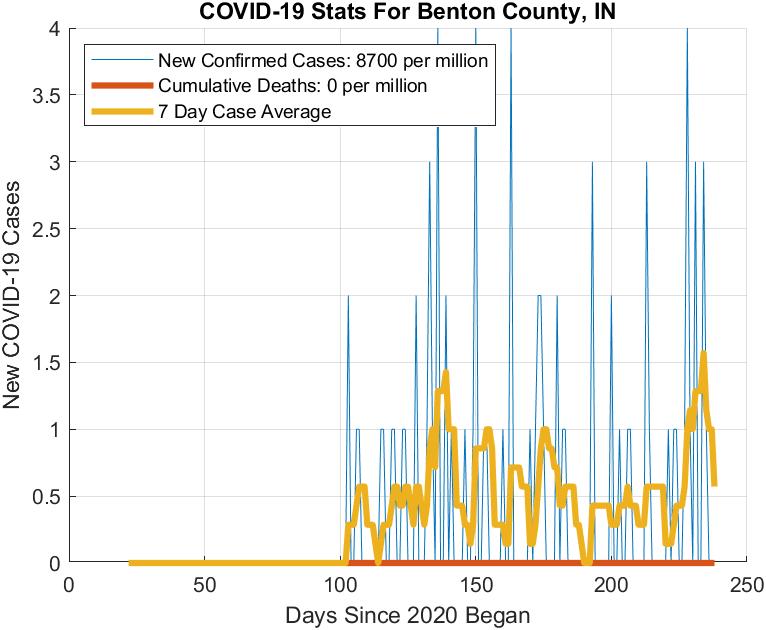 COVID-19 Stats For Benton County, IN
New Confirmed Cases: 8700 per million
Cumulative Deaths: 0 per million
7 Day Case Average
New COVID-19 Cases
4
3.5
3
2.5
2
1.5
1
0.5
0
0 50 100 150 200 250
Days Since 2020 Began